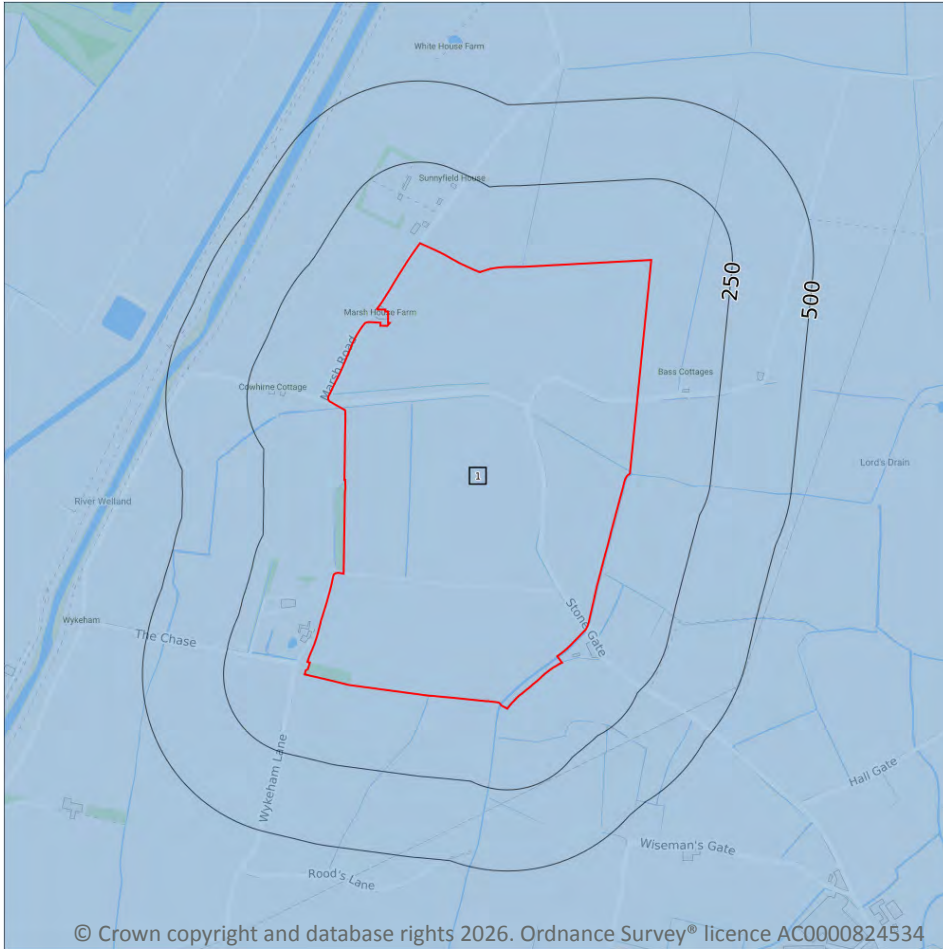 White House Farm
Sunnyfield House
250
500
Marsh House Farm
Marsh Road
Bass Cottages
Cowhirne Cottage
Lord's Drain
1
River Welland
Wykeham
The Chase
Stone Gate
Wykeham Lane
Hall Gate
Wiseman's Gate
Rood's Lane
© Crown copyright and database rights 2026. Ordnance Survey® licence AC0000824534